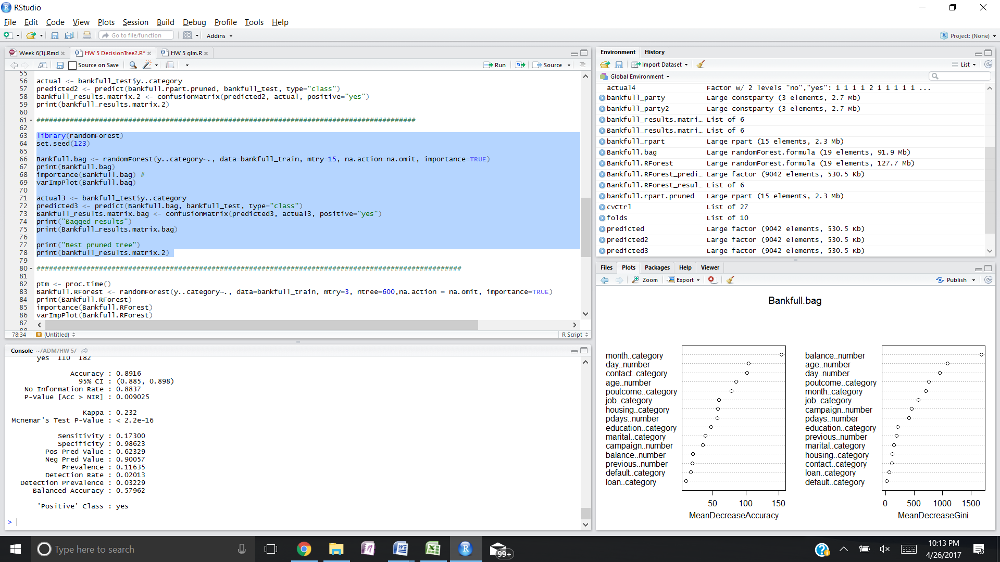 RStudio
File Edit Code View Plots Session Build Debug Profile Tools Help
Go to file/function Addins Project: (None)
Week 6(1).Rmd HW 5 DecisionTree2.R* HW 5 glm.R
Source on Save Run Source
55
56 actual <- bankfull_test$y..category
57 predicted2 <- predict(bankfull.rpart.pruned, bankfull_test, type="class")
58 bankfull_results.matrix.2 <- confusionMatrix(predicted2, actual, positive="yes")
59 print(bankfull_results.matrix.2)
60
61 ###########################################################################################
62
63 library(randomForest)
64 set.seed(123)
65
66 Bankfull.bag <- randomForest(y..category~., data=bankfull_train, mtry=15, na.action=na.omit, importance=TRUE)
67 print(Bankfull.bag)
68 importance(Bankfull.bag) #
69 varImpPlot(Bankfull.bag)
70
71 actual3 <- bankfull_test$y..category
72 predicted3 <- predict(Bankfull.bag, bankfull_test, type="class")
73 Bankfull_results.matrix.bag <- confusionMatrix(predicted3, actual3, positive="yes")
74 print("Bagged results")
75 print(Bankfull_results.matrix.bag)
76
77 print("Best pruned tree")
78 print(bankfull_results.matrix.2)
79
80 ######################################################################################################
81
82 ptm <- proc.time()
83 Bankfull.RForest <- randomForest(y..category~., data=bankfull_train, mtry=3, ntree=600,na.action = na.omit, importance=TRUE)
84 print(Bankfull.RForest)
85 importance(Bankfull.RForest)
86 varImpPlot(Bankfull.RForest)
87
88
78:34 (Untitled) R Script
Console ~/ADM/HW 5/
yes 110 182
Accuracy : 0.8916
95% CI : (0.885, 0.898)
No Information Rate : 0.8837
P-Value [Acc > NIR] : 0.009025
Kappa : 0.232
Mcnemar's Test P-Value : < 2.2e-16
Sensitivity : 0.17300
Specificity : 0.98623
Pos Pred Value : 0.62329
Neg Pred Value : 0.90057
Prevalence : 0.11635
Detection Rate : 0.02013
Detection Prevalence : 0.03229
Balanced Accuracy : 0.57962
'Positive' Class : yes
>
Environment History
Import Dataset List
Global Environment
actual4 Factor w/ 2 levels "no","yes": 1 1 1 1 2 1 1 1 1 1 ...
bankfull_party Large constparty (3 elements, 2.7 Mb)
bankfull_party2 Large constparty (3 elements, 2.7 Mb)
bankfull_results.matri… List of 6
Bankfull_results.matri… List of 6
bankfull_rpart Large rpart (15 elements, 2.3 Mb)
Bankfull.bag Large randomForest.formula (19 elements, 91.9 Mb)
Bankfull.RForest Large randomForest.formula (19 elements, 127.7 Mb)
Bankfull.RForest_predi… Large factor (9042 elements, 530.5 Kb)
Bankfull.RForest_resul… List of 6
bankfull.rpart.pruned Large rpart (15 elements, 2.3 Mb)
cvCtrl List of 27
folds List of 10
predicted Large factor (9042 elements, 530.5 Kb)
predicted2 Large factor (9042 elements, 530.5 Kb)
predicted3 Large factor (9042 elements, 530.5 Kb)
Files Plots Packages Help Viewer
Zoom Export Publish
Bankfull.bag
month..category
day..number
contact..category
age..number
poutcome..category
job..category
housing..category
pdays..number
education..category
marital..category
campaign..number
balance..number
previous..number
default..category
loan..category
50 100 150
MeanDecreaseAccuracy
balance..number
age..number
day..number
poutcome..category
month..category
job..category
campaign..number
pdays..number
education..category
previous..number
marital..category
housing..category
contact..category
loan..category
default..category
0 500 1000 1500
MeanDecreaseGini
Type here to search
99+
10:13 PM
4/26/2017